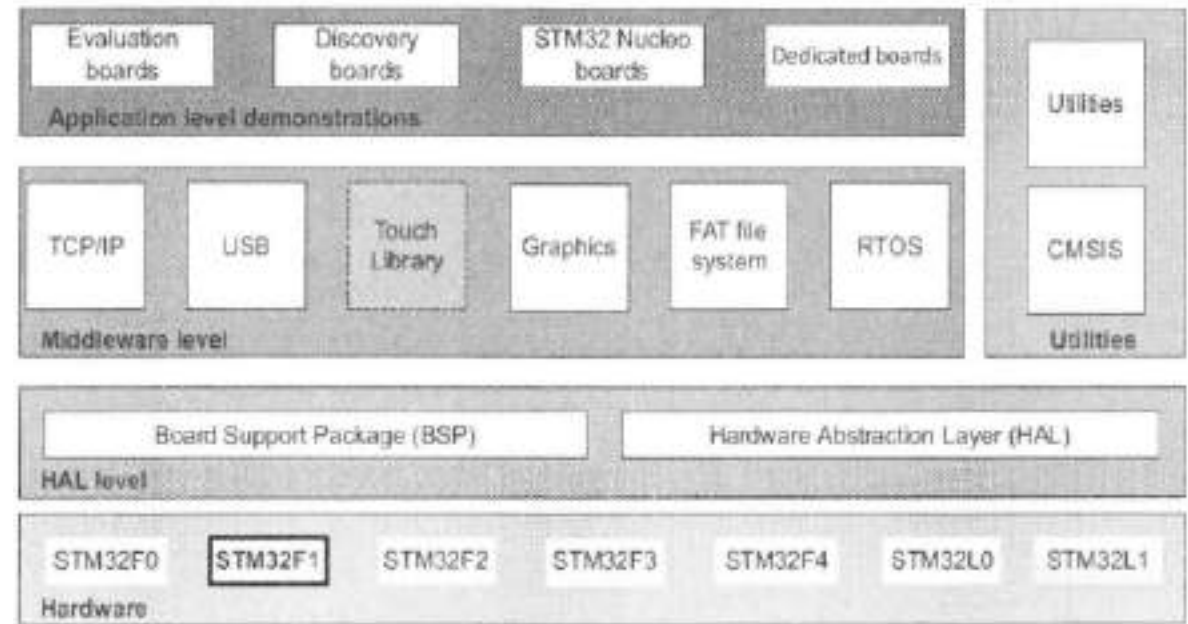 Evaluation
boards
Discovery
boards
STM32 Nucleo
boards
Dedicated boards
Application level demonstrations
Utilities
TCP/IP
USB
Touch
Library
Graphics
FAT file
system
RTOS
CMSIS
Middleware level
Utilities
Board Support Package (BSP)
Hardware Abstraction Layer (HAL)
HAL level
STM32F0
STM32F1
STM32F2
STM32F3
STM32F4
STM32L0
STM32L1
Hardware